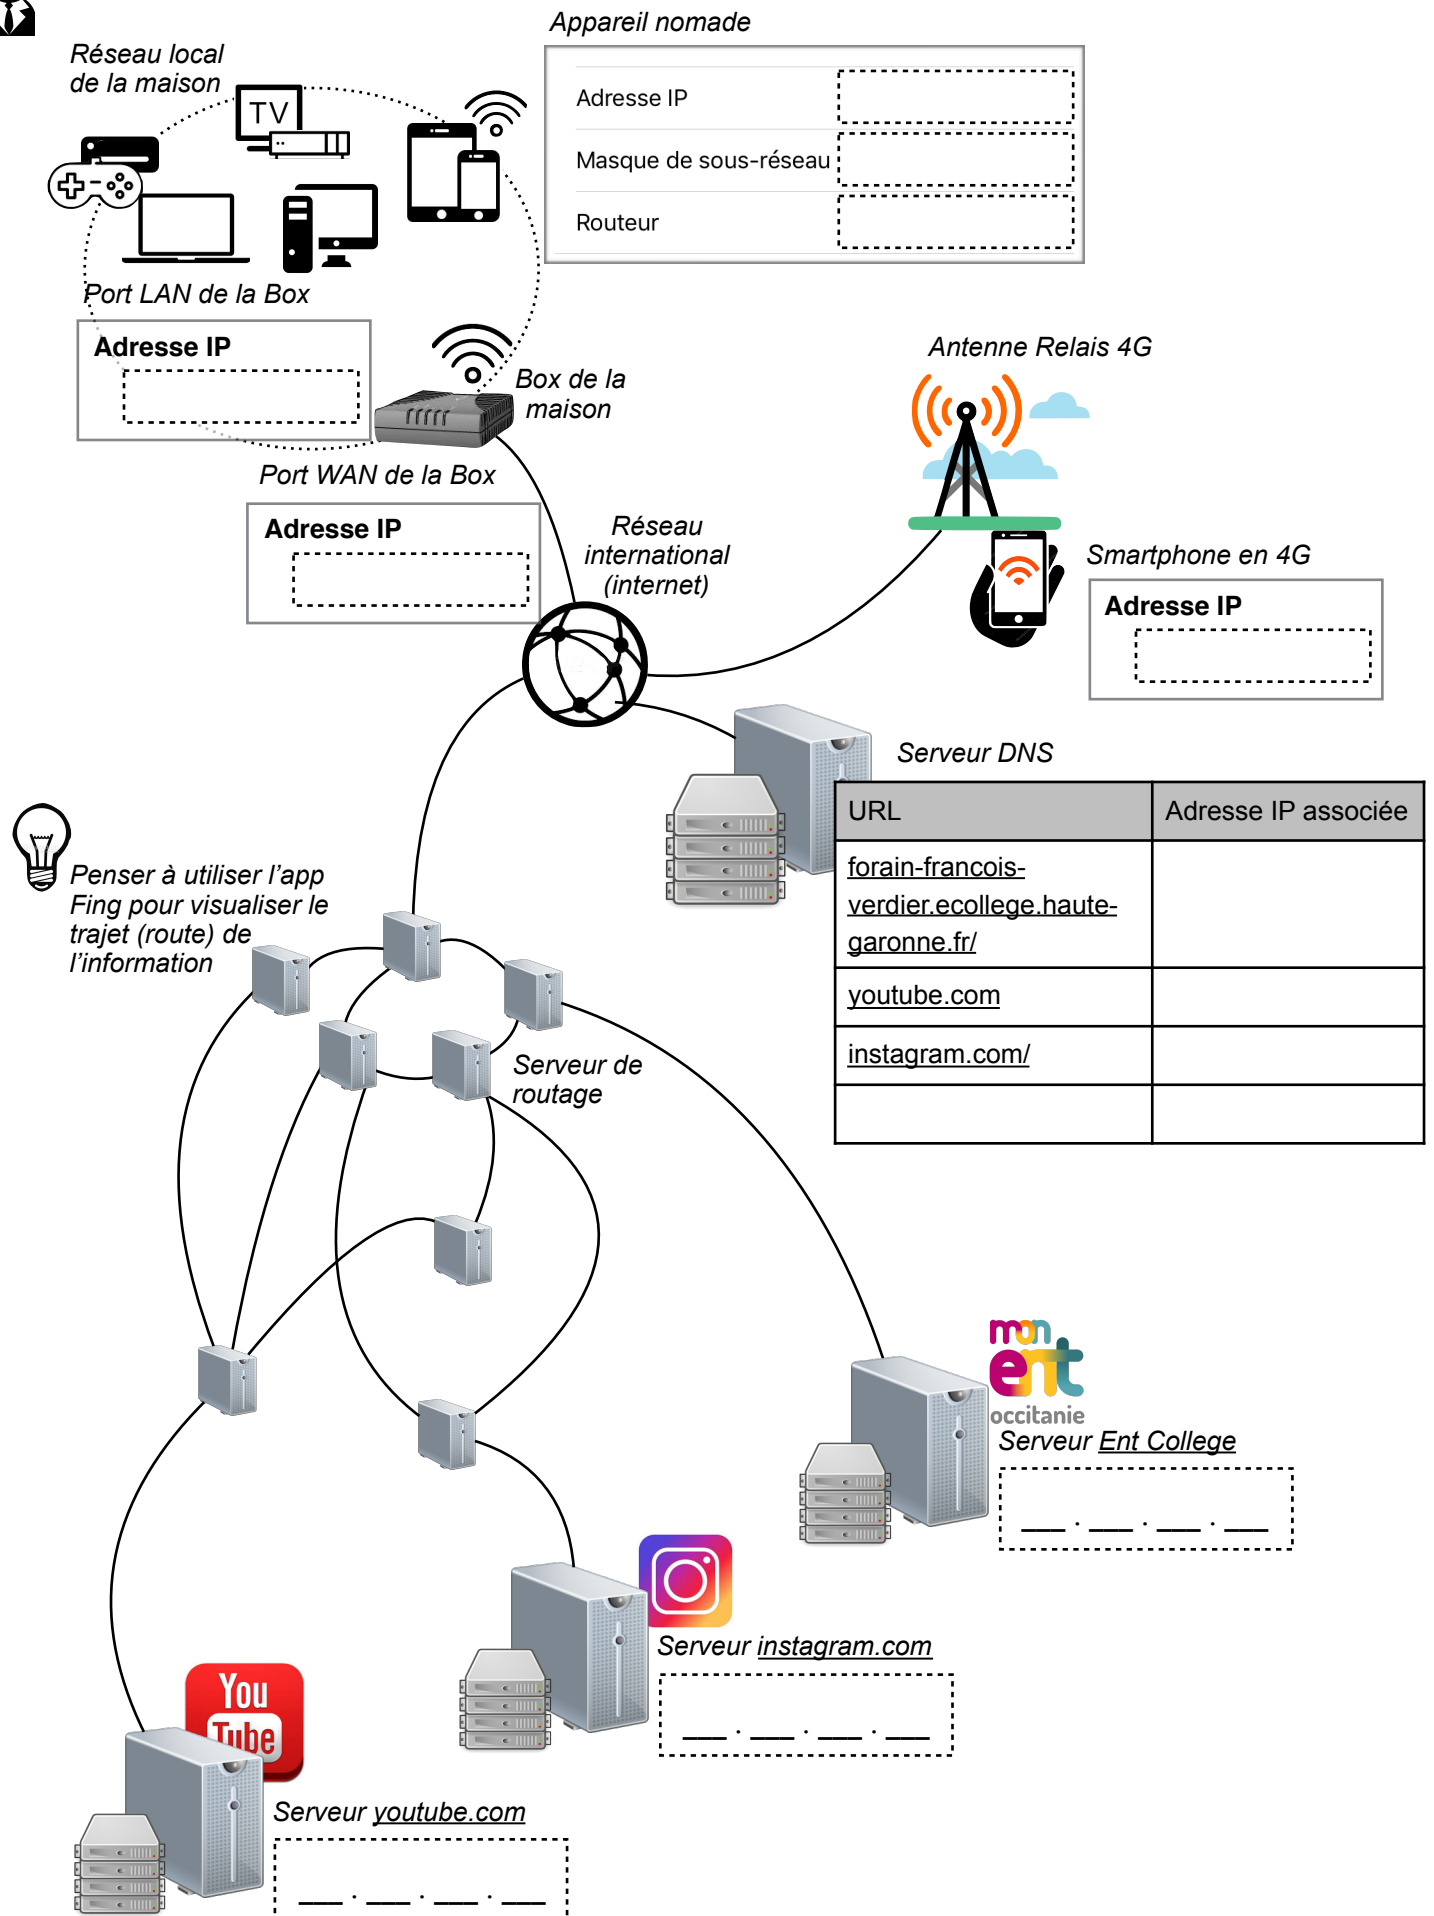 Appareil nomade
Réseau local
de la maison
TV
Adresse IP
Masque de sous-réseau
Routeur
Port LAN de la Box
Adresse IP
Box de la
maison
Antenne Relais 4G
Port WAN de la Box
Adresse IP
Réseau
international
(internet)
Smartphone en 4G
Adresse IP
Serveur DNS
URL Adresse IP associée
forain-francois-
verdier.ecollege.haute-
garonne.fr/
youtube.com
instagram.com/
Penser à utiliser l'app
Fing pour visualiser le
trajet (route) de
l'information
Serveur de
routage
mon
ent
occitanie
Serveur Ent College
___ . ___ . ___ . ___
Serveur instagram.com
___ . ___ . ___ . ___
You
Tube
Serveur youtube.com
___ . ___ . ___ . ___